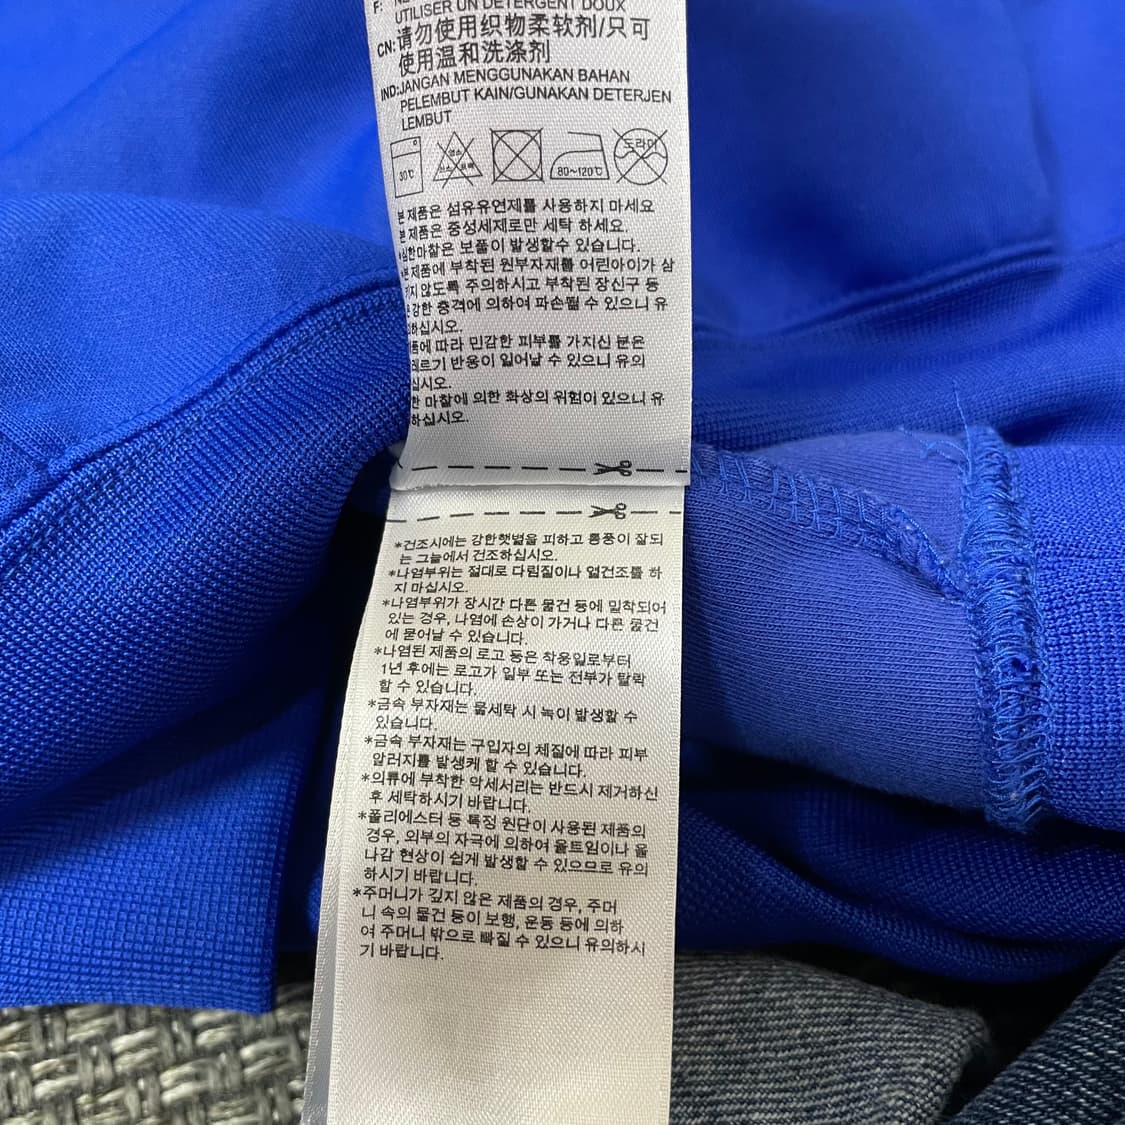 UTILISER UN DÉTERGENT DOUX
CN:请勿使用织物柔软剂/只可
使用温和洗涤剂
IND:JANGAN MENGGUNAKAN BAHAN
PELEMBUT KAIN/GUNAKAN DETERJEN
LEMBUT
30℃ 80~120℃ 드라이
본 제품은 섬유유연제를 사용하지 마세요
본 제품은 중성세제로만 세탁 하세요.
*심한마찰은 보풀이 발생할수 있습니다.
*본 제품에 부착된 원부자재를 어린아이가 삼
키지 않도록 주의하시고 부착된 장신구 등
강한 충격에 의하여 파손될 수 있으니 유
의하십시오.
품에 따라 민감한 피부를 가지신 분은
레르기 반응이 일어날 수 있으니 유의
십시오.
한 마찰에 의한 화상의 위험이 있으니 유
하십시오.
*건조시에는 강한햇볕을 피하고 통풍이 잘되
는 그늘에서 건조하십시오.
*나염부위는 절대로 다림질이나 열건조를 하
지 마십시오.
*나염부위가 장시간 다른 물건 등에 밀착되어
있는 경우, 나염에 손상이 가거나 다른 물건
에 묻어날 수 있습니다.
*나염된 제품의 로고 등은 착용일로부터
1년 후에는 로고가 일부 또는 전부가 탈락
할 수 있습니다.
*금속 부자재는 물세탁 시 녹이 발생할 수
있습니다.
*금속 부자재는 구입자의 체질에 따라 피부
알러지를 발생케 할 수 있습니다.
*의류에 부착한 악세서리는 반드시 제거하신
후 세탁하시기 바랍니다.
*폴리에스터 등 특정 원단이 사용된 제품의
경우, 외부의 자극에 의하여 올트임이나 올
나감 현상이 쉽게 발생할 수 있으므로 유의
하시기 바랍니다.
*주머니가 깊지 않은 제품의 경우, 주머
니 속의 물건 등이 보행, 운동 등에 의하
여 주머니 밖으로 빠질 수 있으니 유의하시
기 바랍니다.